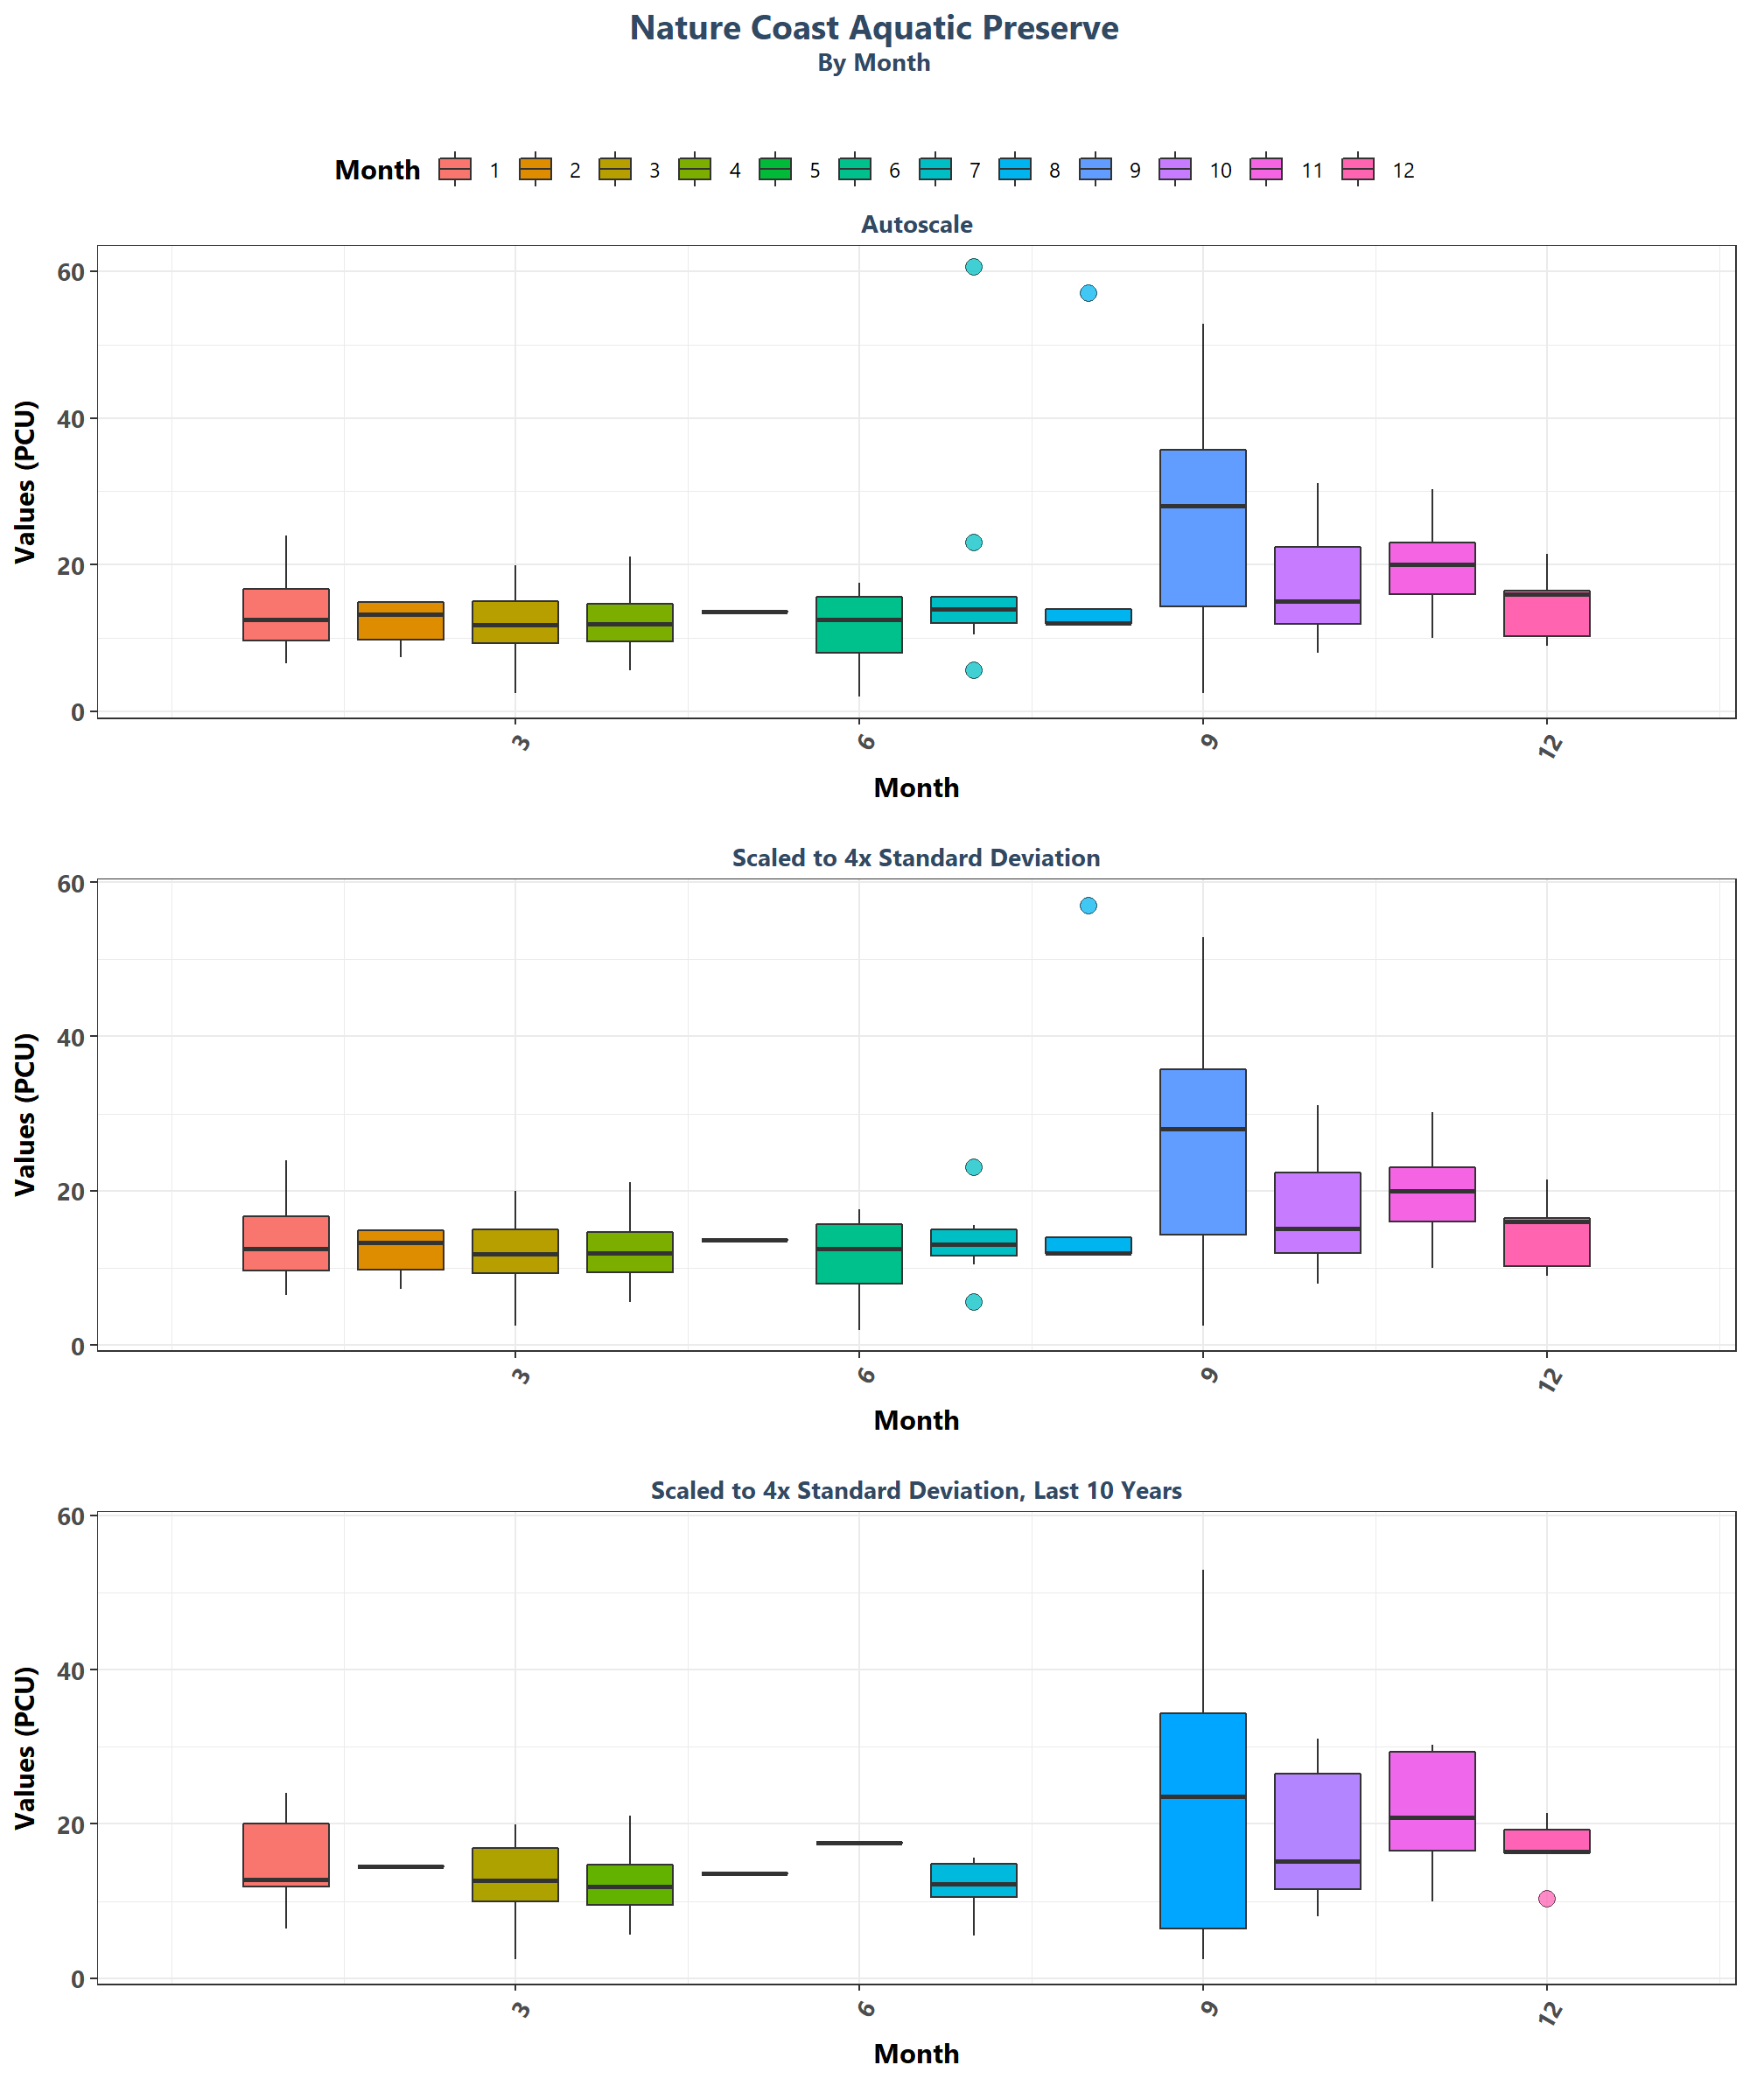 Nature Coast Aquatic Preserve
By Month
Month 1 2 3 4 5 6 7 8 9 10 11 12
Autoscale
Values (PCU)
60
40
20
0
3 6 9 12
Month
Scaled to 4x Standard Deviation
Values (PCU)
60
40
20
0
3 6 9 12
Month
Scaled to 4x Standard Deviation, Last 10 Years
Values (PCU)
60
40
20
0
3 6 9 12
Month